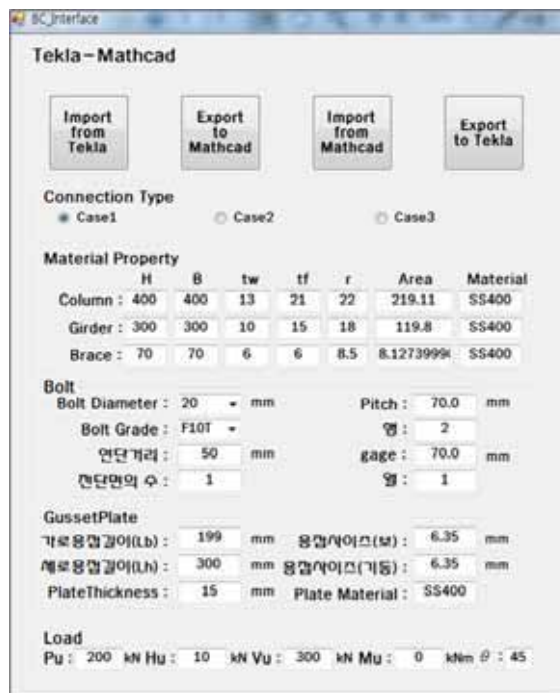 BC_Interface
Tekla-Mathcad
Import from Tekla
Export to Mathcad
Import from Mathcad
Export to Tekla
Connection Type
Case1 Case2 Case3
Material Property
H B tw tf r Area Material
Column : 400 400 13 21 22 219.11 SS400
Girder : 300 300 10 15 18 119.8 SS400
Brace : 70 70 6 6 8.5 8.1273999 SS400
Bolt
Bolt Diameter : 20 mm Pitch : 70.0 mm
Bolt Grade : F10T 행 : 2
연단거리 : 50 mm gage : 70.0 mm
전단면의 수 : 1 열 : 1
GussetPlate
가로용접길이(Lb) : 199 mm 용접사이즈(보) : 6.35 mm
세로용접길이(Lh) : 300 mm 용접사이즈(기둥) : 6.35 mm
PlateThickness : 15 mm Plate Material : SS400
Load
Pu : 200 kN Hu : 10 kN Vu : 300 kN Mu : 0 kNm θ : 45